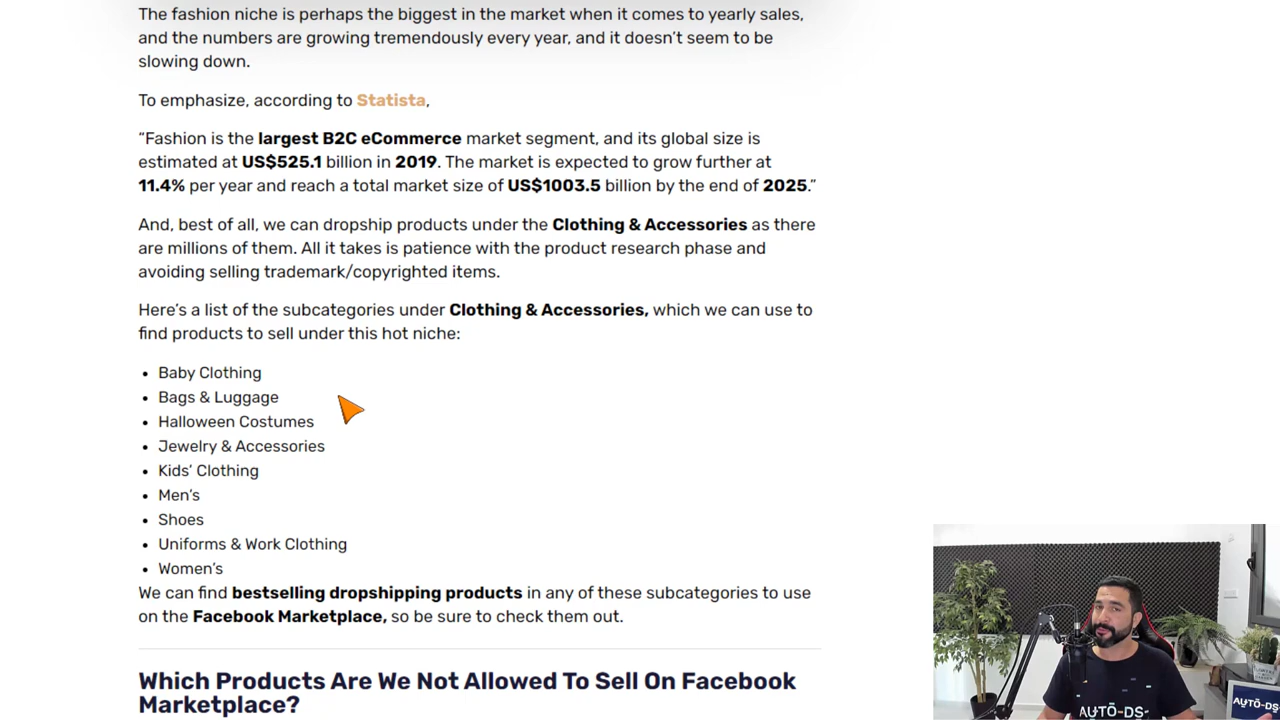 The fashion niche is perhaps the biggest in the market when it comes to yearly sales,
and the numbers are growing tremendously every year, and it doesn’t seem to be
slowing down.
To emphasize, according to Statista,
”Fashion is the largest B2C eCommerce market segment, and its global size is
estimated at US$525.1 billion in 2019. The market is expected to grow further at
11.4% per year and reach a total market size of US$1003.5 billion by the end of 2025.”
And, best of all, we can dropship products under the Clothing & Accessories as there
are millions of them. All it takes is patience with the product research phase and
avoiding selling trademark/copyrighted items.
Here’s a list of the subcategories under Clothing & Accessories, which we can use to
find products to sell under this hot niche:
• Baby Clothing
• Bags & Luggage
• Halloween Costumes
• Jewelry & Accessories
• Kids’ Clothing
• Men’s
• Shoes
• Uniforms & Work Clothing
• Women’s
We can find bestselling dropshipping products in any of these subcategories to use
on the Facebook Marketplace, so be sure to check them out.
Which Products Are We Not Allowed To Sell On Facebook
Marketplace?
AUTO-DS-
AUTO-DS